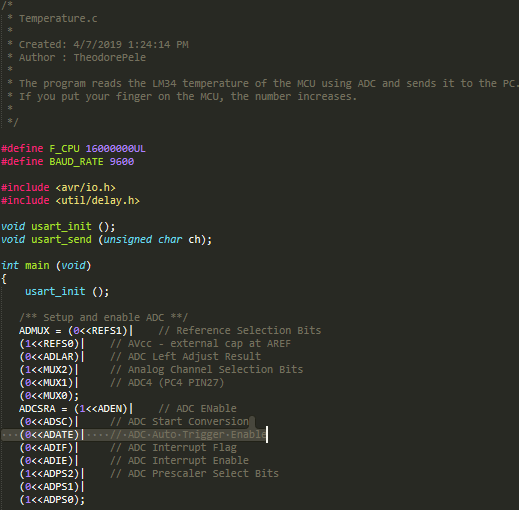 /*
 * Temperature.c
 *
 * Created: 4/7/2019 1:24:14 PM
 * Author : TheodorePele
 *
 * The program reads the LM34 temperature of the MCU using ADC and sends it to the PC.
 * If you put your finger on the MCU, the number increases.
 *
 */
#define F_CPU 16000000UL
#define BAUD_RATE 9600
#include <avr/io.h>
#include <util/delay.h>
void usart_init ();
void usart_send (unsigned char ch);
int main (void)
{
    usart_init ();
   /** Setup and enable ADC **/
   ADMUX = (0<<REFS1)|    // Reference Selection Bits
   (1<<REFS0)|    // AVcc - external cap at AREF
   (0<<ADLAR)|    // ADC Left Adjust Result
   (1<<MUX2)|    // Analog Channel Selection Bits
   (0<<MUX1)|    // ADC4 (PC4 PIN27)
   (0<<MUX0);
   ADCSRA = (1<<ADEN)|    // ADC ENable
   (0<<ADSC)|    // ADC Start Conversion
   (0<<ADATE)|    // ADC Auto Trigger Enable
   (0<<ADIF)|    // ADC Interrupt Flag
   (0<<ADIE)|    // ADC Interrupt Enable
   (1<<ADPS2)|    // ADC Prescaler Select Bits
   (0<<ADPS1)|
   (1<<ADPS0);